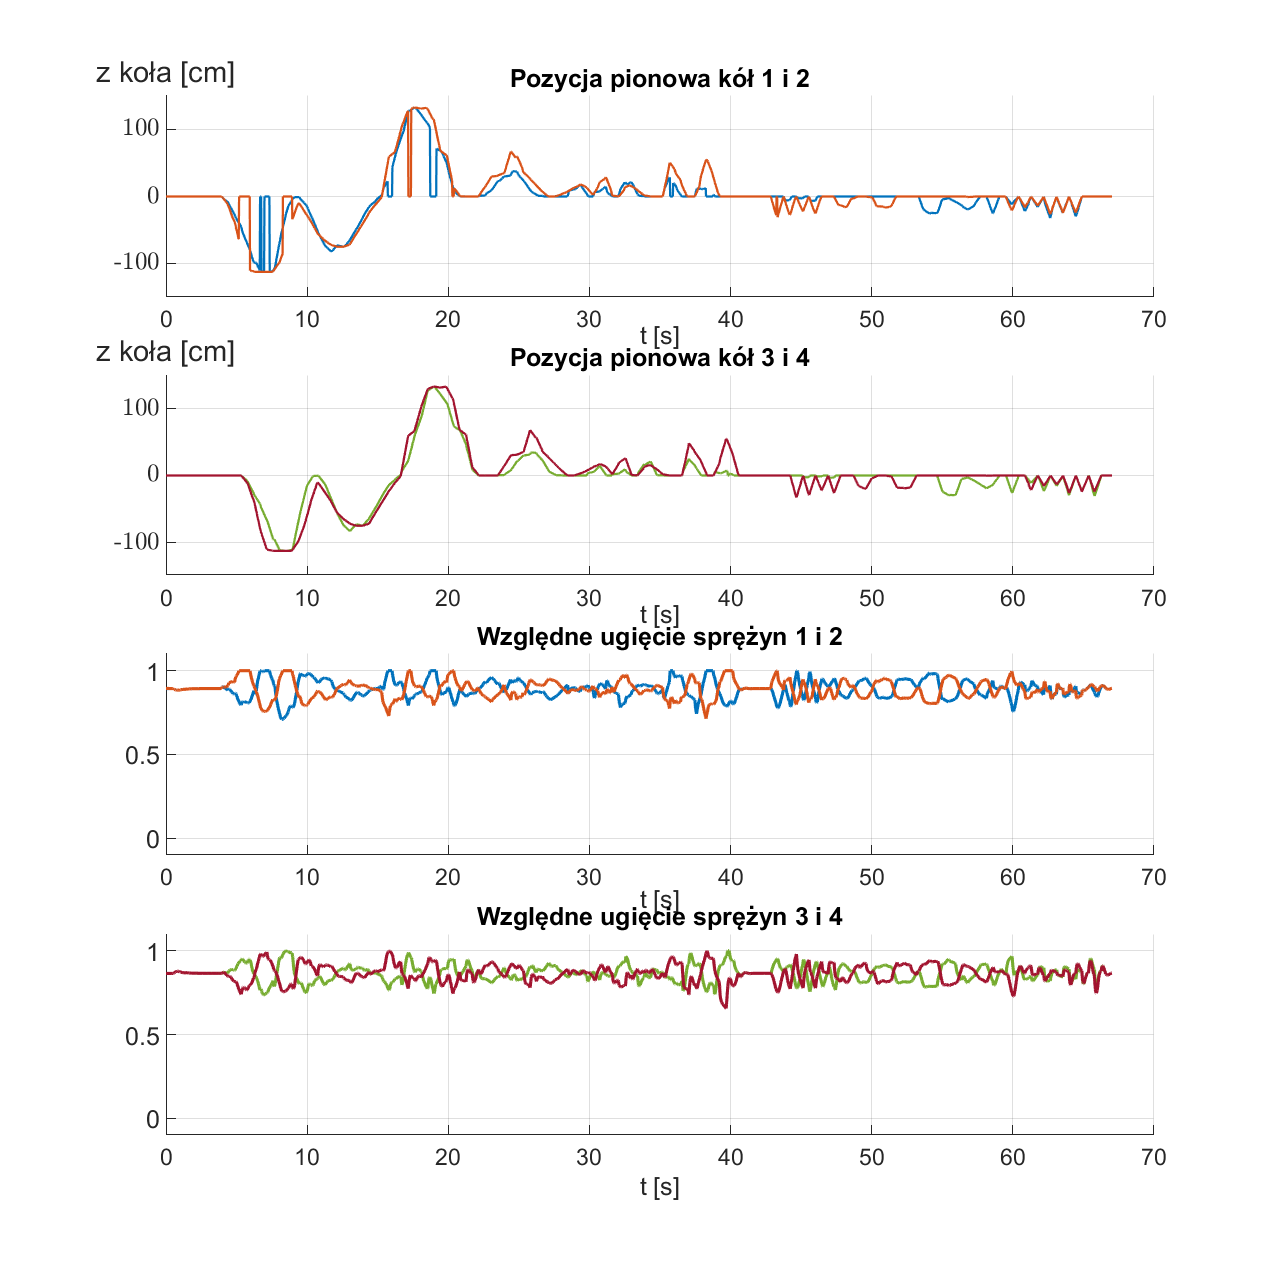 z koła [cm]
Pozycja pionowa kół 1 i 2
100
0
-100
0 10 20 30 40 50 60 70
t [s]
z koła [cm]
Pozycja pionowa kół 3 i 4
100
0
-100
0 10 20 30 40 50 60 70
t [s]
Względne ugięcie sprężyn 1 i 2
1
0.5
0
0 10 20 30 40 50 60 70
t [s]
Względne ugięcie sprężyn 3 i 4
1
0.5
0
0 10 20 30 40 50 60 70
t [s]